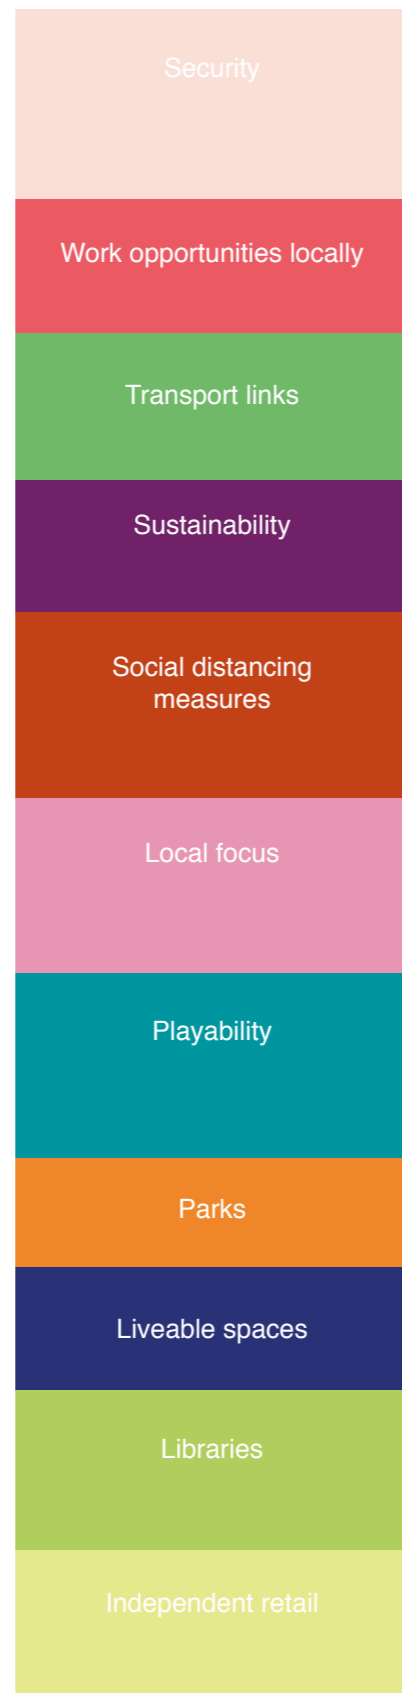 Security
Work opportunities locally
Transport links
Sustainability
Social distancing
measures
Local focus
Playability
Parks
Liveable spaces
Libraries
Independent retail